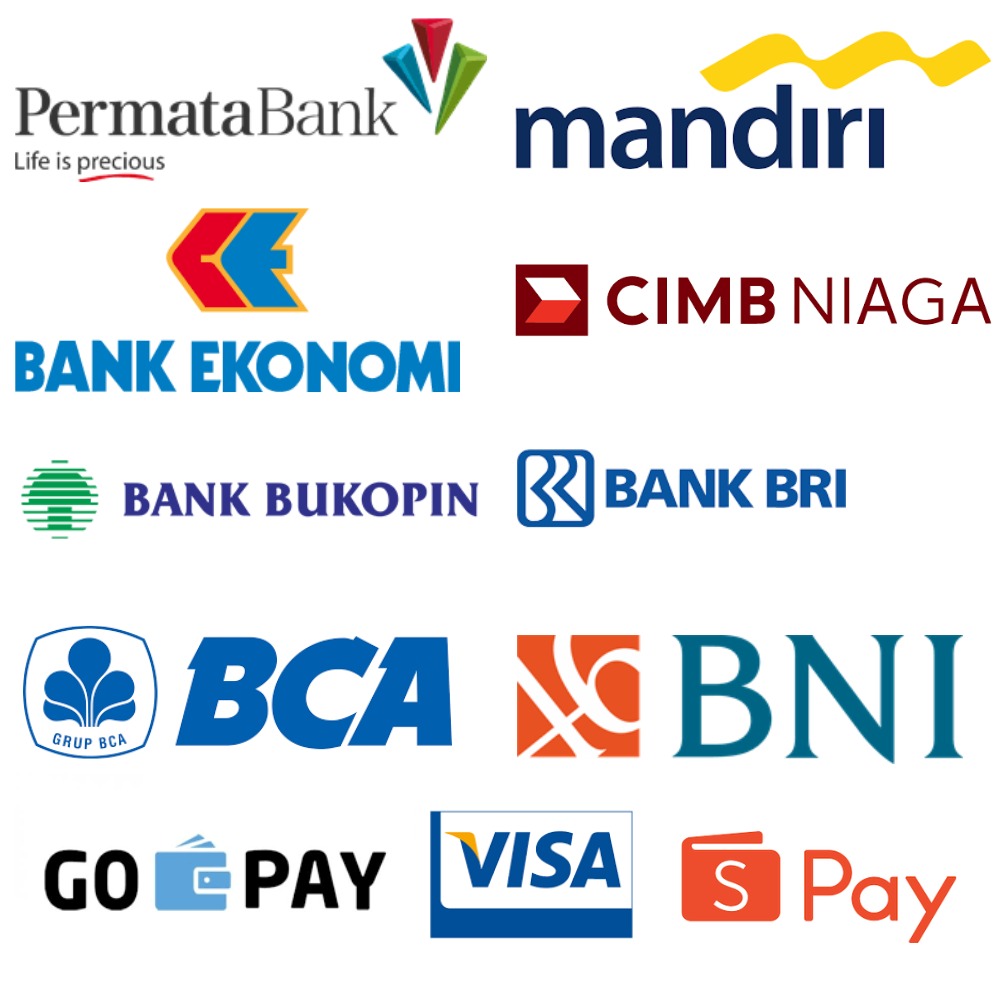 PermataBank
Life is precious
mandırı
BANK EKONOMI
CIMB NIAGA
BANK BUKOPIN
BANK BRI
GRUP BCA
BCA
BNI
GO PAY
VISA
S Pay